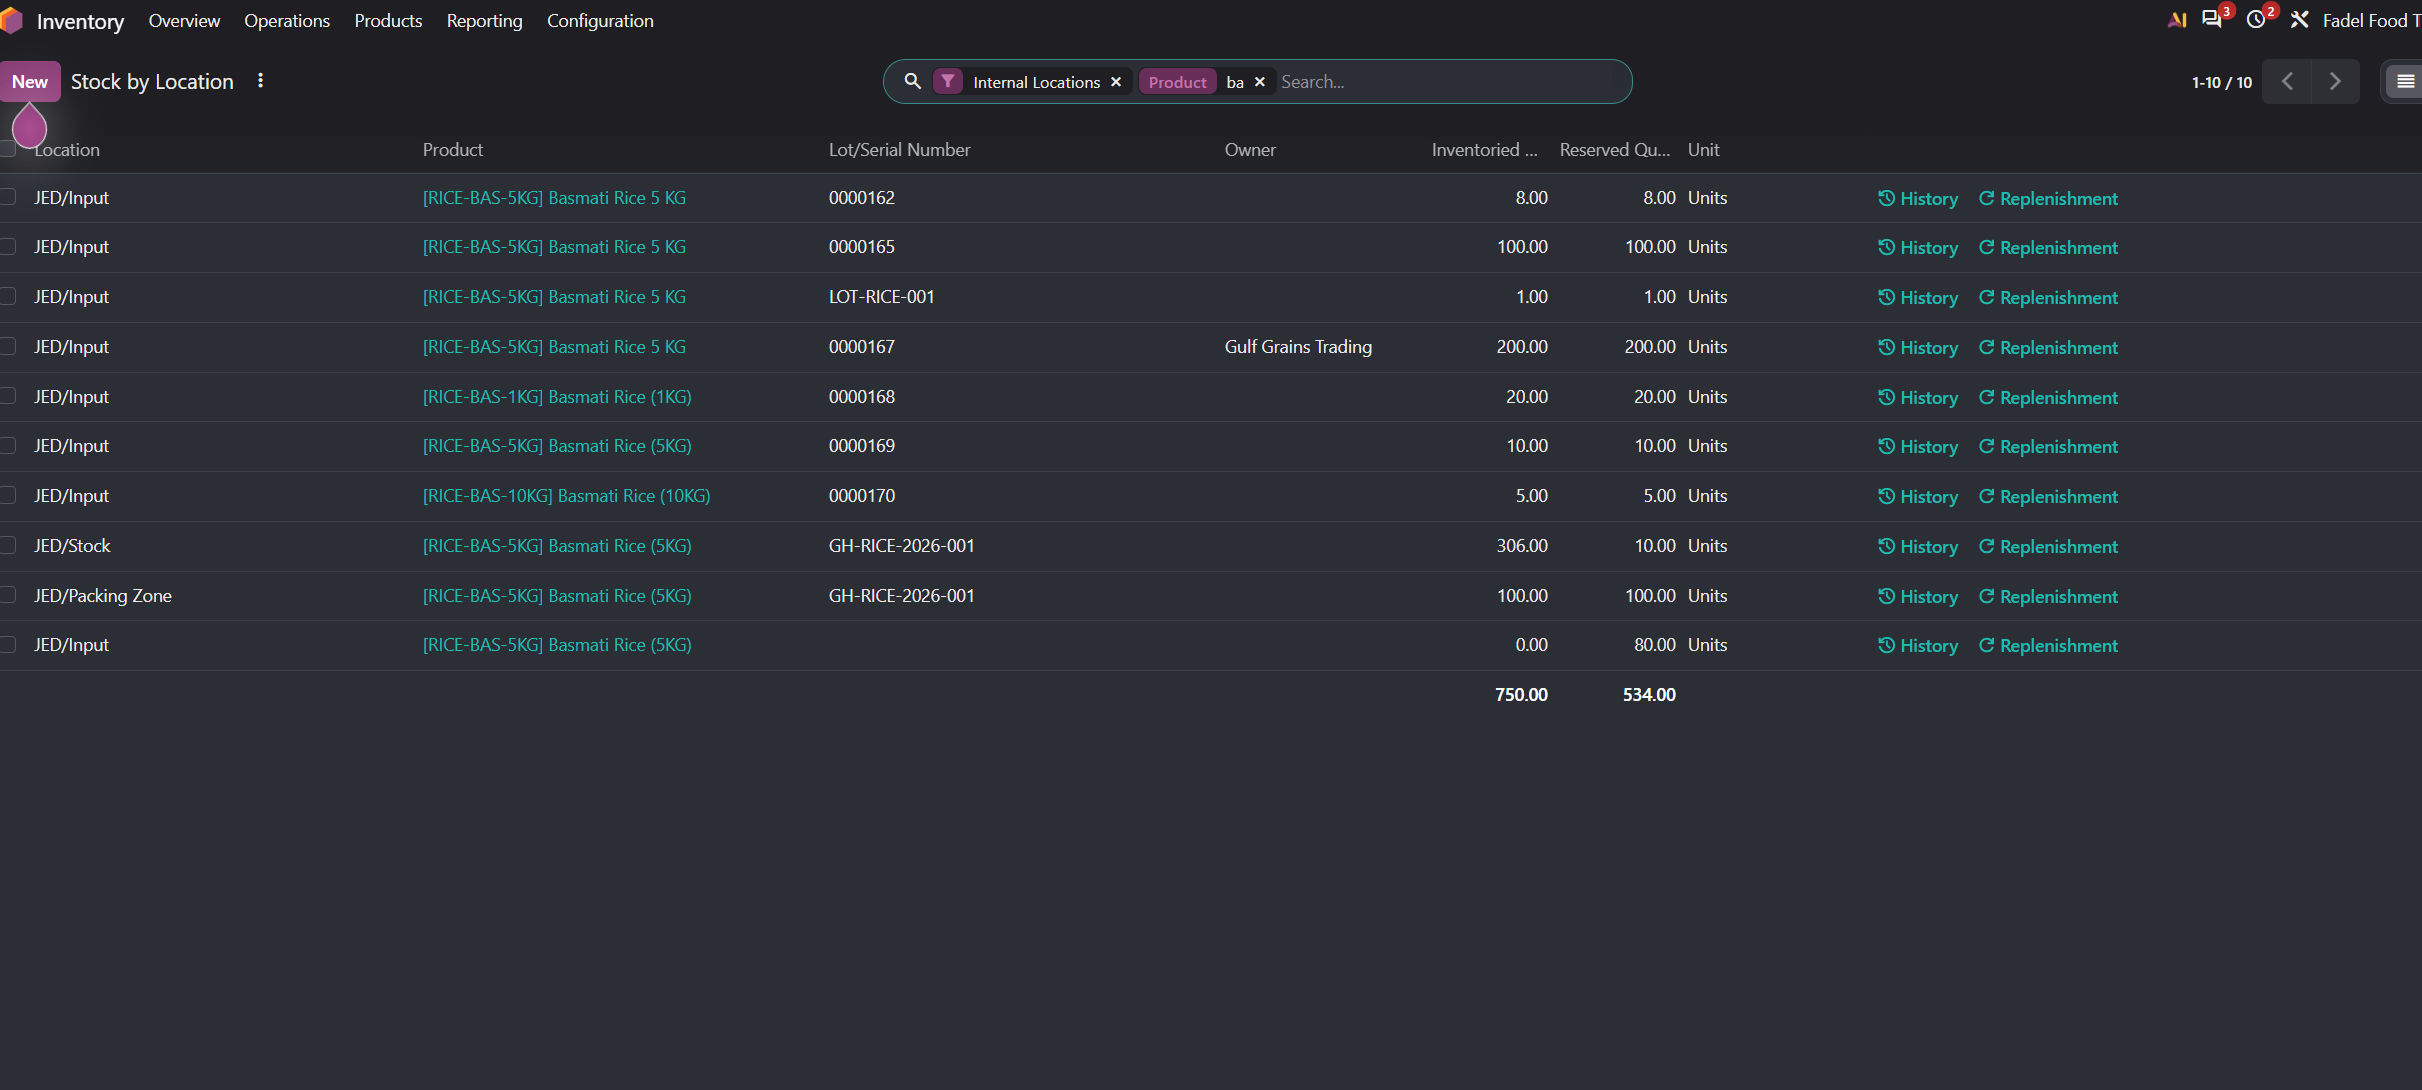 Inventory Overview Operations Products Reporting Configuration AI 3 2 Fadel Food T
New Stock by Location Internal Locations Product ba Search... 1-10 / 10
Location Product Lot/Serial Number Owner Inventoried ... Reserved Qu... Unit
JED/Input [RICE-BAS-5KG] Basmati Rice 5 KG 0000162 8.00 8.00 Units History Replenishment
JED/Input [RICE-BAS-5KG] Basmati Rice 5 KG 0000165 100.00 100.00 Units History Replenishment
JED/Input [RICE-BAS-5KG] Basmati Rice 5 KG LOT-RICE-001 1.00 1.00 Units History Replenishment
JED/Input [RICE-BAS-5KG] Basmati Rice 5 KG 0000167 Gulf Grains Trading 200.00 200.00 Units History Replenishment
JED/Input [RICE-BAS-1KG] Basmati Rice (1KG) 0000168 20.00 20.00 Units History Replenishment
JED/Input [RICE-BAS-5KG] Basmati Rice (5KG) 0000169 10.00 10.00 Units History Replenishment
JED/Input [RICE-BAS-10KG] Basmati Rice (10KG) 0000170 5.00 5.00 Units History Replenishment
JED/Stock [RICE-BAS-5KG] Basmati Rice (5KG) GH-RICE-2026-001 306.00 10.00 Units History Replenishment
JED/Packing Zone [RICE-BAS-5KG] Basmati Rice (5KG) GH-RICE-2026-001 100.00 100.00 Units History Replenishment
JED/Input [RICE-BAS-5KG] Basmati Rice (5KG) 0.00 80.00 Units History Replenishment
750.00 534.00